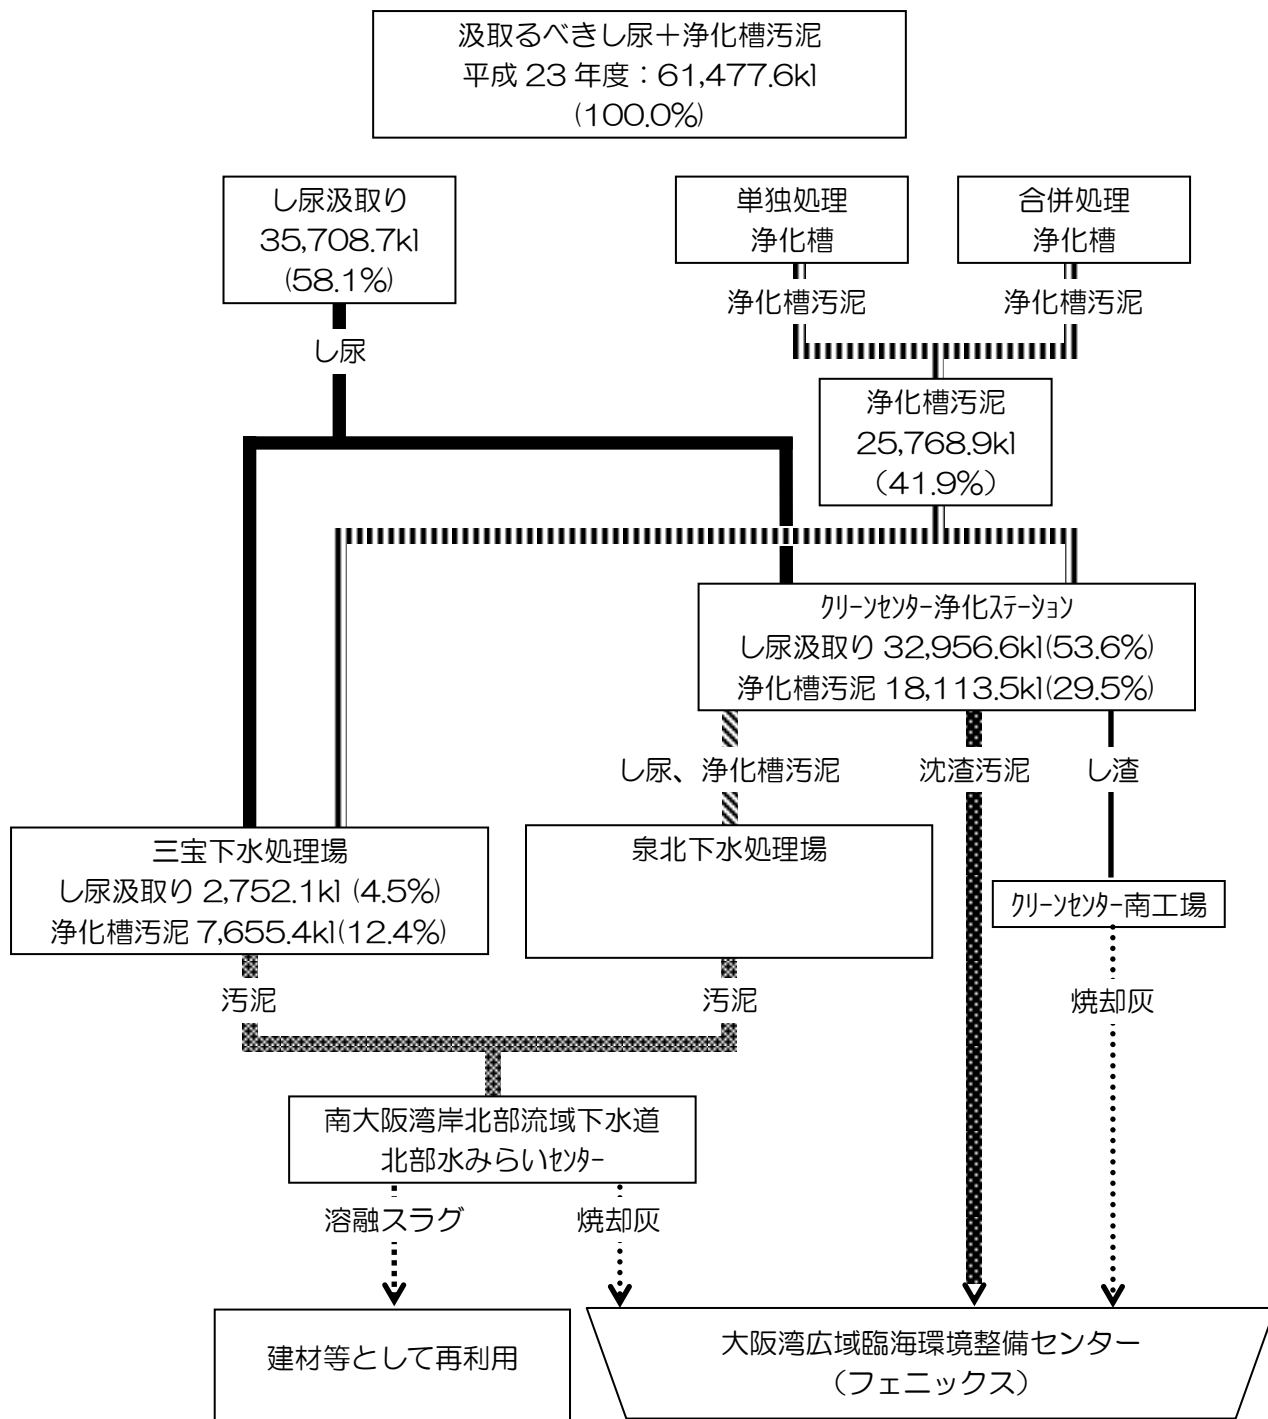 汲取るべきし尿＋浄化槽汚泥
平成 23 年度：61,477.6kl
(100.0%)
し尿汲取り
35,708.7kl
(58.1%)
単独処理
浄化槽
合併処理
浄化槽
浄化槽汚泥
浄化槽汚泥
し尿
浄化槽汚泥
25,768.9kl
（41.9%）
ｸﾘｰﾝｾﾝﾀｰ浄化ｽﾃｰｼｮﾝ
し尿汲取り 32,956.6kl(53.6%)
浄化槽汚泥 18,113.5kl(29.5%)
し尿、浄化槽汚泥
沈渣汚泥
し渣
三宝下水処理場
し尿汲取り 2,752.1kl (4.5%)
浄化槽汚泥 7,655.4kl(12.4%)
泉北下水処理場
ｸﾘｰﾝｾﾝﾀｰ南工場
汚泥
汚泥
焼却灰
南大阪湾岸北部流域下水道
北部水みらいｾﾝﾀｰ
溶融スラグ
焼却灰
建材等として再利用
大阪湾広域臨海環境整備センター
（フェニックス）